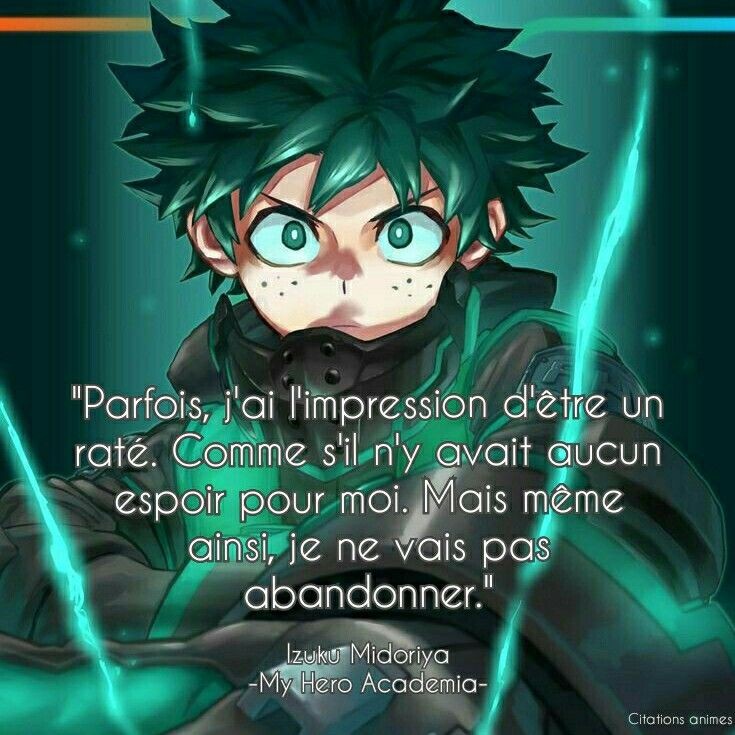 "Parfois, j'ai l'impression d'être un
raté. Comme s'il n'y avait aucun
espoir pour moi. Mais même
ainsi, je ne vais pas
abandonner."
Izuku Midoriya
-My Hero Academia-
Citations animes